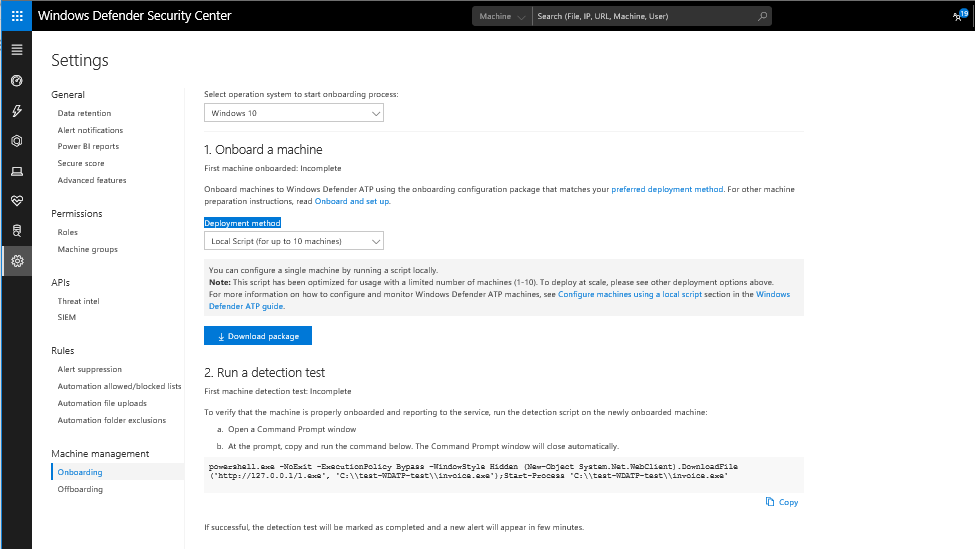 Windows Defender Security Center
Machine
Search (File, IP, URL, Machine, User)
19
Settings
General
Data retention
Alert notifications
Power BI reports
Secure score
Advanced features
Permissions
Roles
Machine groups
APIs
Threat intel
SIEM
Rules
Alert suppression
Automation allowed/blocked lists
Automation file uploads
Automation folder exclusions
Machine management
Onboarding
Offboarding
Select operation system to start onboarding process:
Windows 10
1. Onboard a machine
First machine onboarded: Incomplete
Onboard machines to Windows Defender ATP using the onboarding configuration package that matches your preferred deployment method. For other machine
preparation instructions, read Onboard and set up.
Deployment method
Local Script (for up to 10 machines)
You can configure a single machine by running a script locally.
Note: This script has been optimized for usage with a limited number of machines (1-10). To deploy at scale, please see other deployment options above.
For more information on how to configure and monitor Windows Defender ATP machines, see Configure machines using a local script section in the Windows
Defender ATP guide.
Download package
2. Run a detection test
First machine detection test: Incomplete
To verify that the machine is properly onboarded and reporting to the service, run the detection script on the newly onboarded machine:
a. Open a Command Prompt window
b. At the prompt, copy and run the command below. The Command Prompt window will close automatically.
powershell.exe -NoExit -ExecutionPolicy Bypass -WindowStyle Hidden (New-Object System.Net.WebClient).DownloadFile
('http://127.0.0.1/1.exe', 'C:\\test-WDATP-test\\invoice.exe');Start-Process 'C:\\test-WDATP-test\\invoice.exe'
Copy
If successful, the detection test will be marked as completed and a new alert will appear in few minutes.